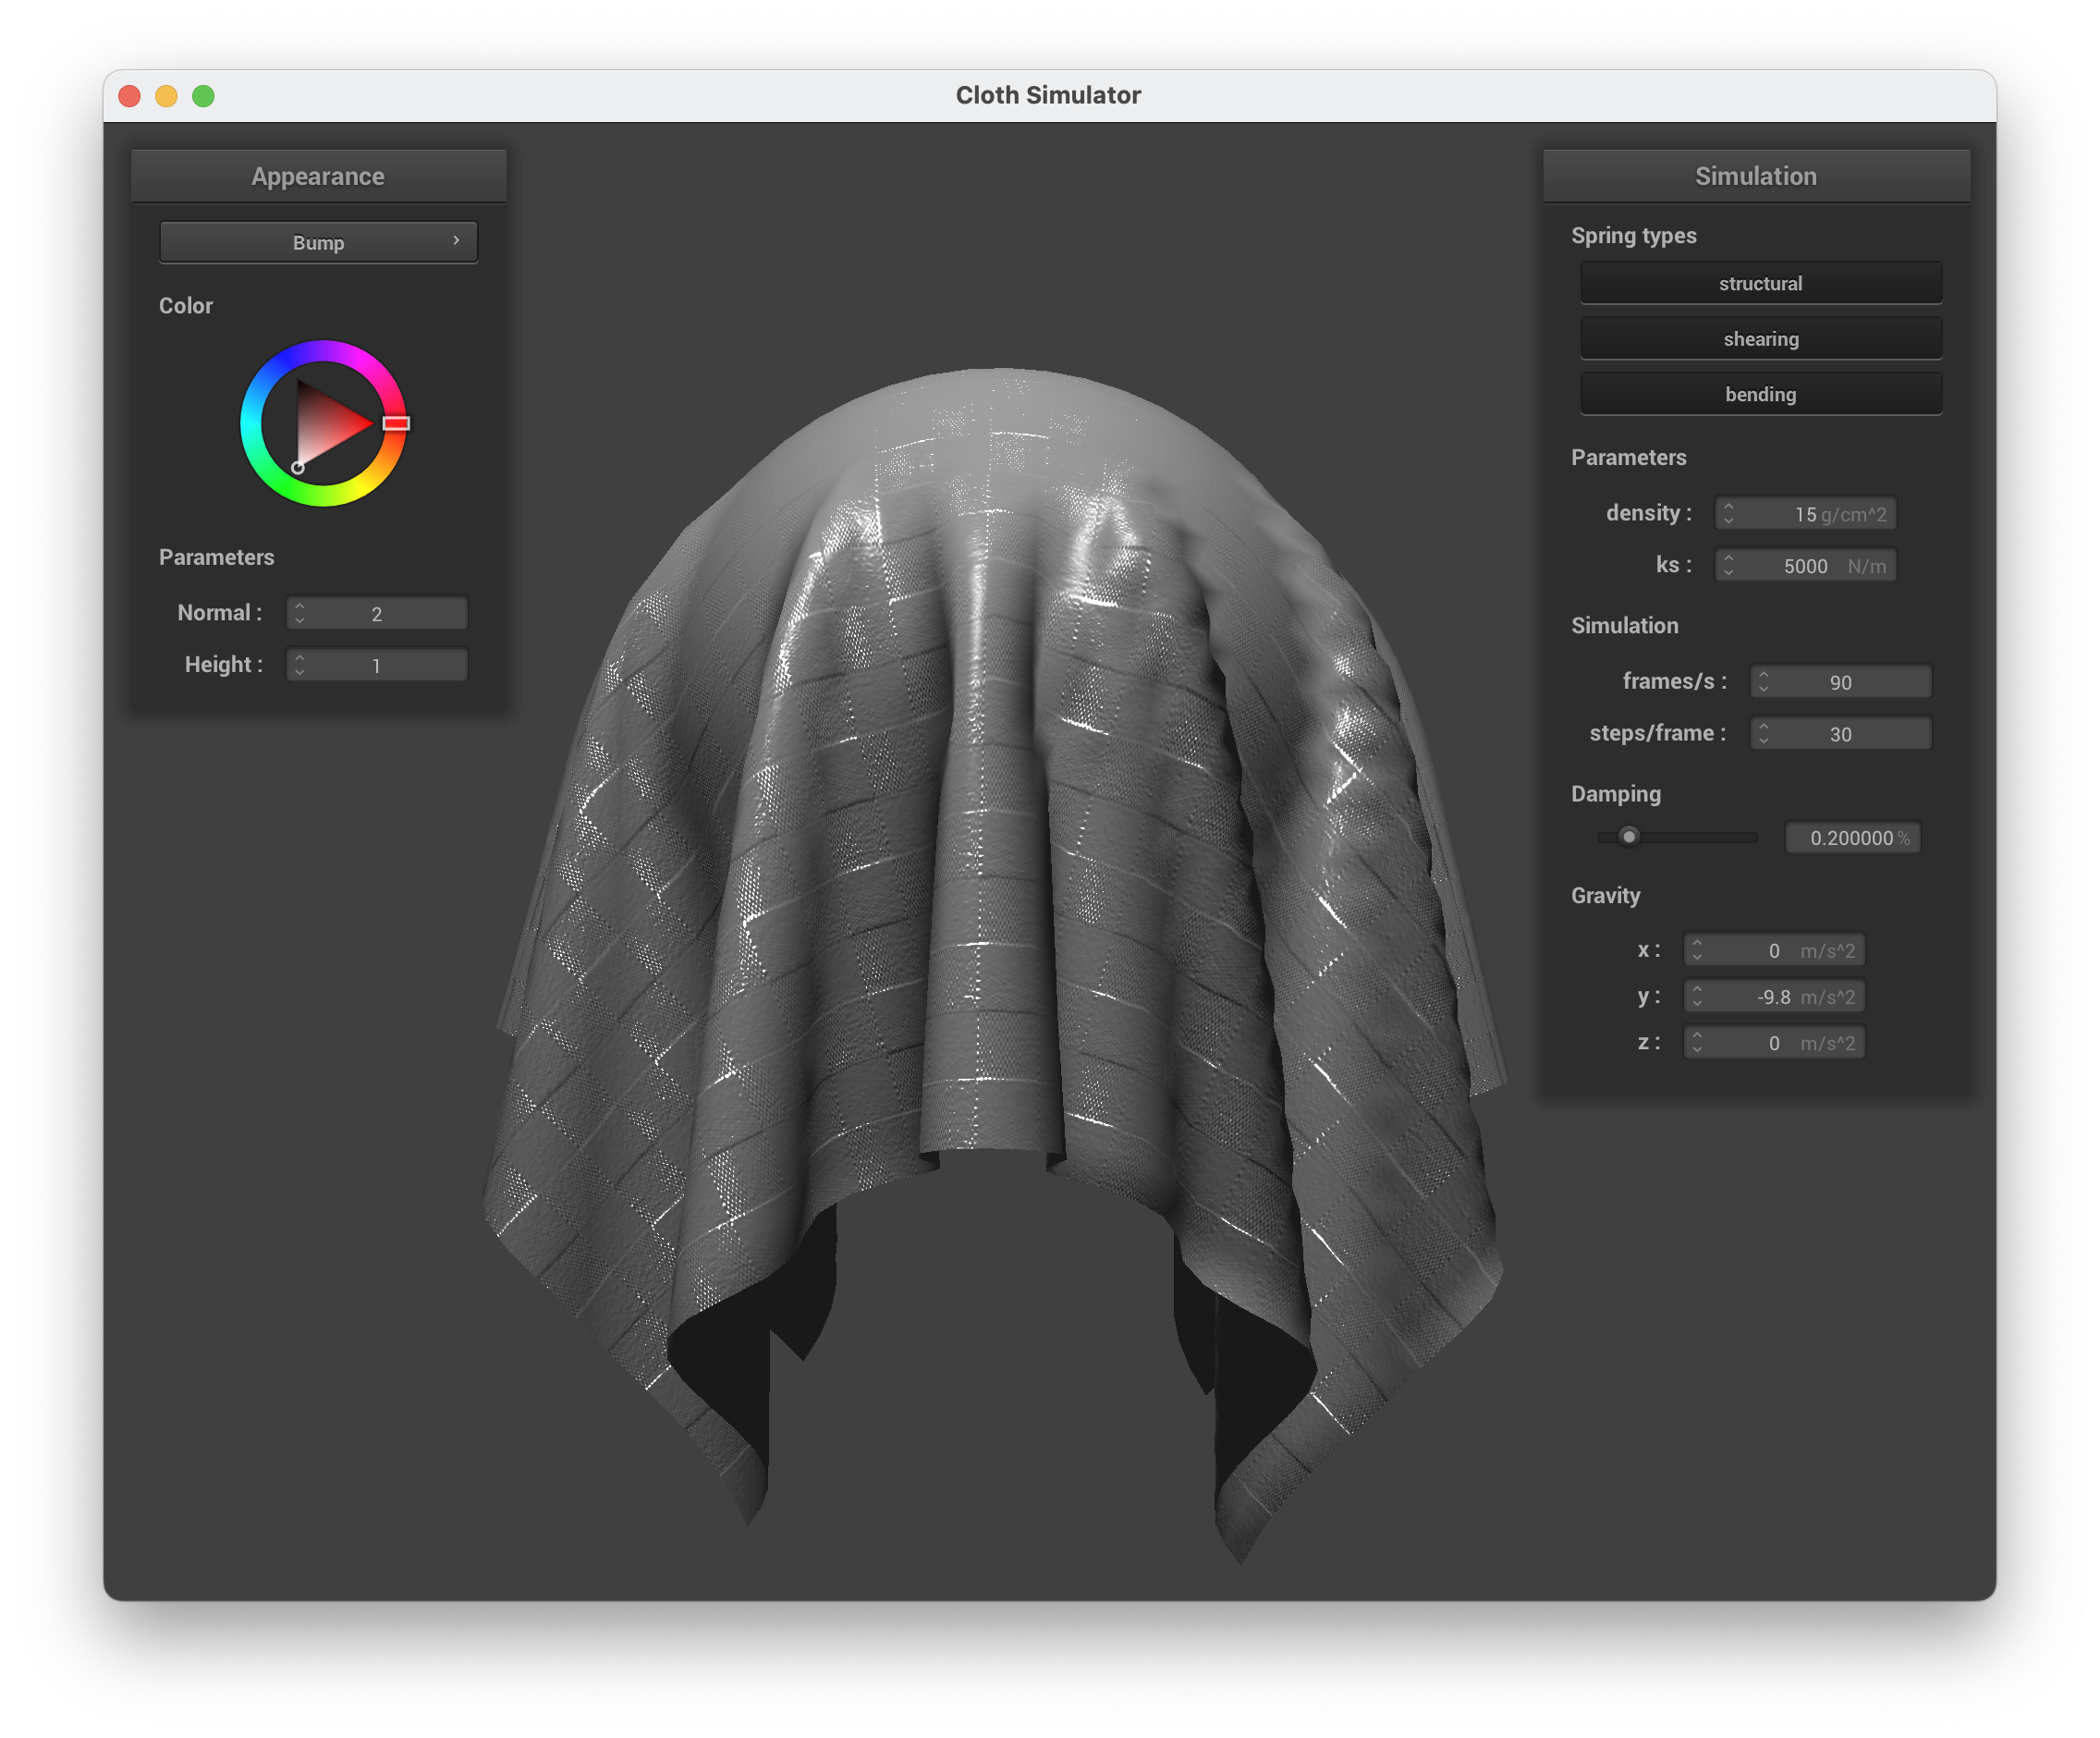 Cloth Simulator
Appearance
Bump
Color
Parameters
Normal : 2
Height : 1
Simulation
Spring types
structural
shearing
bending
Parameters
density : 15 g/cm^2
ks : 5000 N/m
Simulation
frames/s : 90
steps/frame : 30
Damping
0.200000 %
Gravity
x : 0 m/s^2
y : -9.8 m/s^2
z : 0 m/s^2